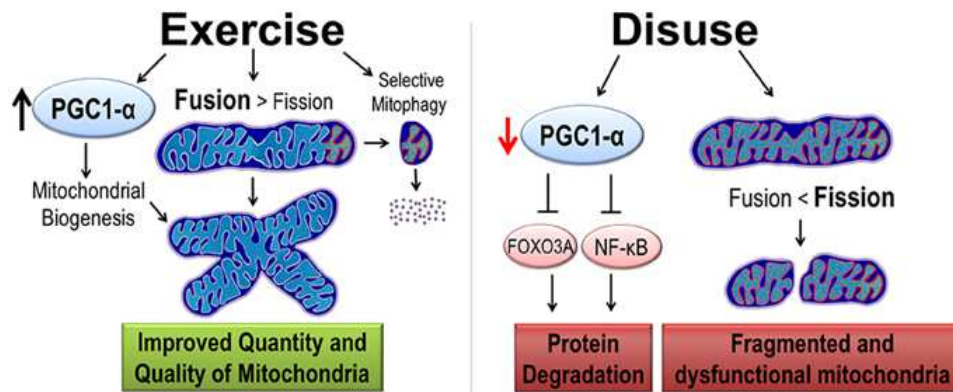 Exercise
PGC1-α
Mitochondrial
Biogenesis
Fusion > Fission
Selective
Mitophagy
Improved Quantity and
Quality of Mitochondria
Disuse
PGC1-α
FOXO3A
NF-κB
Protein
Degradation
Fusion < Fission
Fragmented and
dysfunctional mitochondria